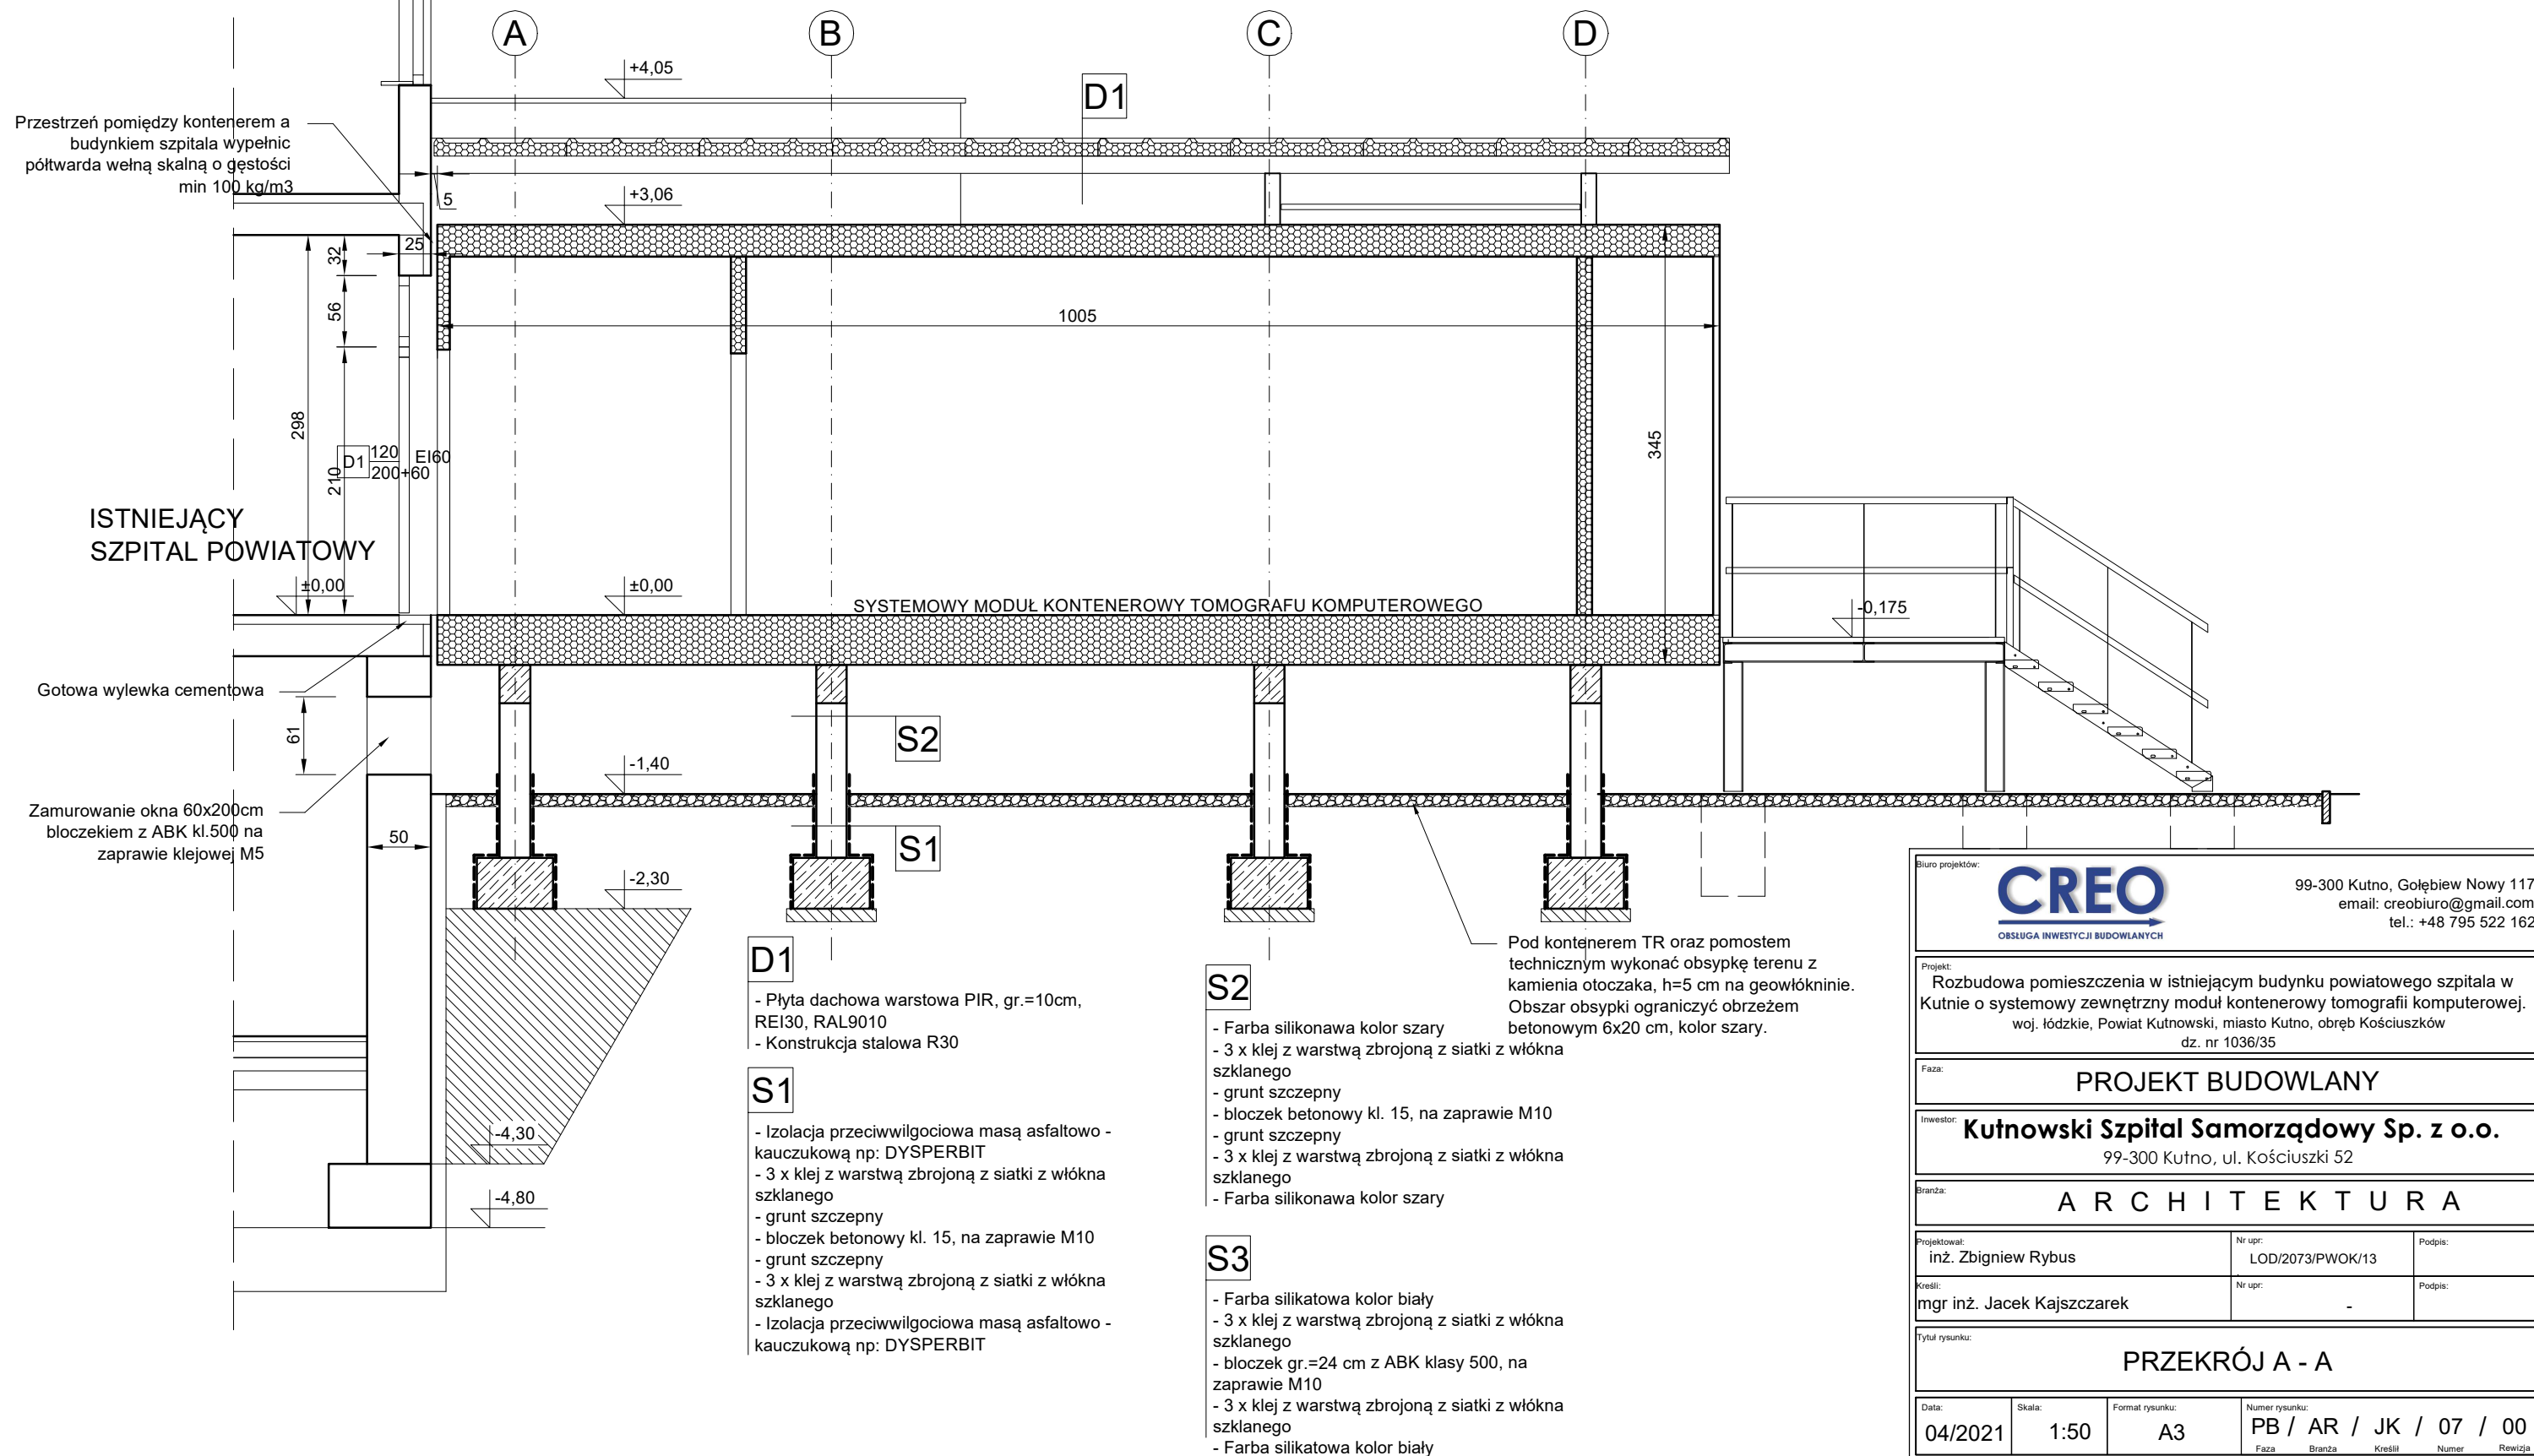 A
B
C
D
+4,05
D1
Przestrzeń pomiędzy kontenerem a
budynkiem szpitala wypełnic
półtwarda wełną skalną o gęstości
min 100 kg/m3
5
+3,06
25
32
56
1005
298
345
D1
120
200+60
EI60
210
ISTNIEJĄCY
SZPITAL POWIATOWY
±0,00
±0,00
SYSTEMOWY MODUŁ KONTENEROWY TOMOGRAFU KOMPUTEROWEGO
-0,175
Gotowa wylewka cementowa
61
S2
-1,40
Zamurowanie okna 60x200cm
bloczekiem z ABK kl.500 na
zaprawie klejowej M5
50
S1
-2,30
-4,30
-4,80
D1
- Płyta dachowa warstowa PIR, gr.=10cm,
REI30, RAL9010
- Konstrukcja stalowa R30
S1
- Izolacja przeciwwilgociowa masą asfaltowo -
kauczukową np: DYSPERBIT
- 3 x klej z warstwą zbrojoną z siatki z włókna
szklanego
- grunt szczepny
- bloczek betonowy kl. 15, na zaprawie M10
- grunt szczepny
- 3 x klej z warstwą zbrojoną z siatki z włókna
szklanego
- Izolacja przeciwwilgociowa masą asfaltowo -
kauczukową np: DYSPERBIT
S2
- Farba silikonawa kolor szary
- 3 x klej z warstwą zbrojoną z siatki z włókna
szklanego
- grunt szczepny
- bloczek betonowy kl. 15, na zaprawie M10
- grunt szczepny
- 3 x klej z warstwą zbrojoną z siatki z włókna
szklanego
- Farba silikonawa kolor szary
S3
- Farba silikatowa kolor biały
- 3 x klej z warstwą zbrojoną z siatki z włókna
szklanego
- bloczek gr.=24 cm z ABK klasy 500, na
zaprawie M10
- 3 x klej z warstwą zbrojoną z siatki z włókna
szklanego
- Farba silikatowa kolor biały
Pod kontenerem TR oraz pomostem
technicznym wykonać obsypkę terenu z
kamienia otoczaka, h=5 cm na geowłókninie.
Obszar obsypki ograniczyć obrzeżem
betonowym 6x20 cm, kolor szary.
Biuro projektów:
CREO
OBSŁUGA INWESTYCJI BUDOWLANYCH
99-300 Kutno, Gołębiew Nowy 117
email: creobiuro@gmail.com
tel.: +48 795 522 162
Projekt:
Rozbudowa pomieszczenia w istniejącym budynku powiatowego szpitala w
Kutnie o systemowy zewnętrzny moduł kontenerowy tomografii komputerowej.
woj. łódzkie, Powiat Kutnowski, miasto Kutno, obręb Kościuszków
dz. nr 1036/35
Faza:
PROJEKT BUDOWLANY
Inwestor:
Kutnowski Szpital Samorządowy Sp. z o.o.
99-300 Kutno, ul. Kościuszki 52
Branża:
A R C H I T E K T U R A
Projektował:
inż. Zbigniew Rybus
Nr upr:
LOD/2073/PWOK/13
Podpis:
Kreślił:
mgr inż. Jacek Kajszczarek
Nr upr:
-
Podpis:
Tytuł rysunku:
PRZEKRÓJ A - A
Data:
04/2021
Skala:
1:50
Format rysunku:
A3
Numer rysunku:
PB / AR / JK / 07 / 00
Faza Branża Kreślił Numer Rewizja